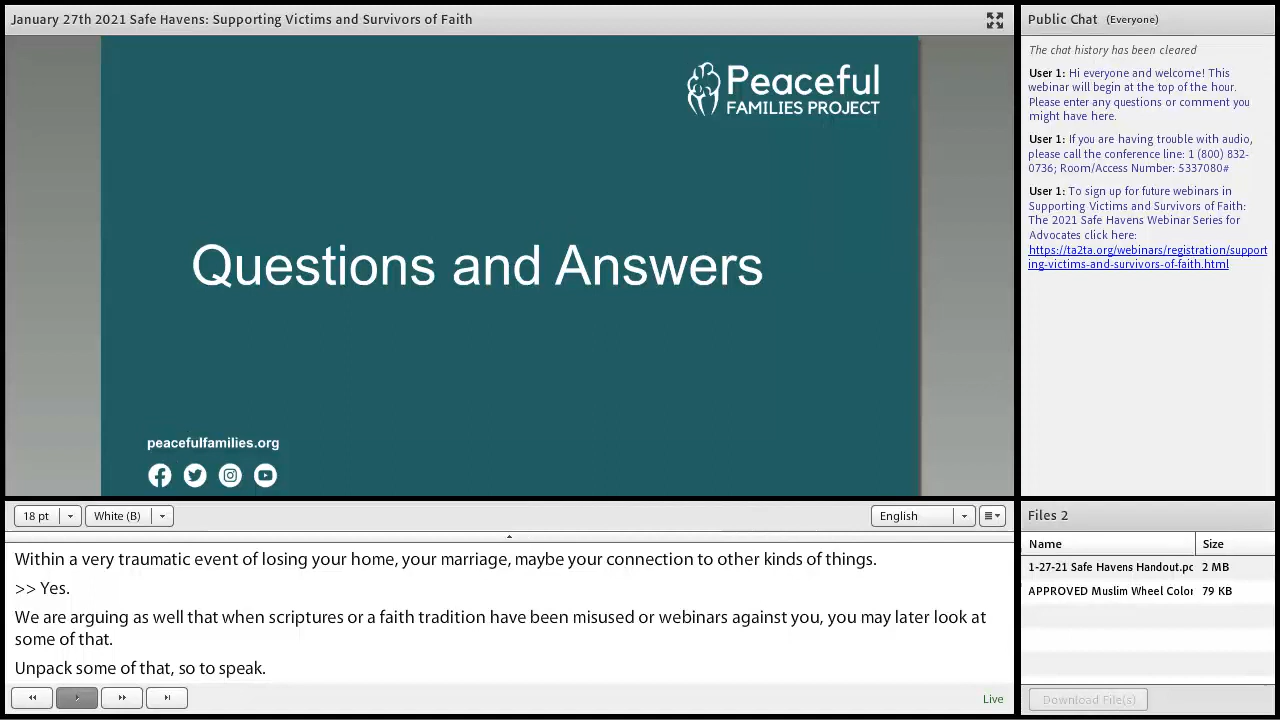 January 27th 2021 Safe Havens: Supporting Victims and Survivors of Faith
Peaceful
FAMILIES PROJECT
Questions and Answers
peacefulfamilies.org
Public Chat (Everyone)
The chat history has been cleared
User 1: Hi everyone and welcome! This
webinar will begin at the top of the hour.
Please enter any questions or comment you
might have here.
User 1: If you are having trouble with audio,
please call the conference line: 1 (800) 832-
0736; Room/Access Number: 5337080#
User 1: To sign up for future webinars in
Supporting Victims and Survivors of Faith:
The 2021 Safe Havens Webinar Series for
Advocates click here:
https://ta2ta.org/webinars/registration/support
ing-victims-and-survivors-of-faith.html
18 pt
White (B)
English
Within a very traumatic event of losing your home, your marriage, maybe your connection to other kinds of things.
>> Yes.
We are arguing as well that when scriptures or a faith tradition have been misused or webinars against you, you may later look at
some of that.
Unpack some of that, so to speak.
Live
Files 2
Name Size
1-27-21 Safe Havens Handout.pc 2 MB
APPROVED Muslim Wheel Color 79 KB
Download File(s)